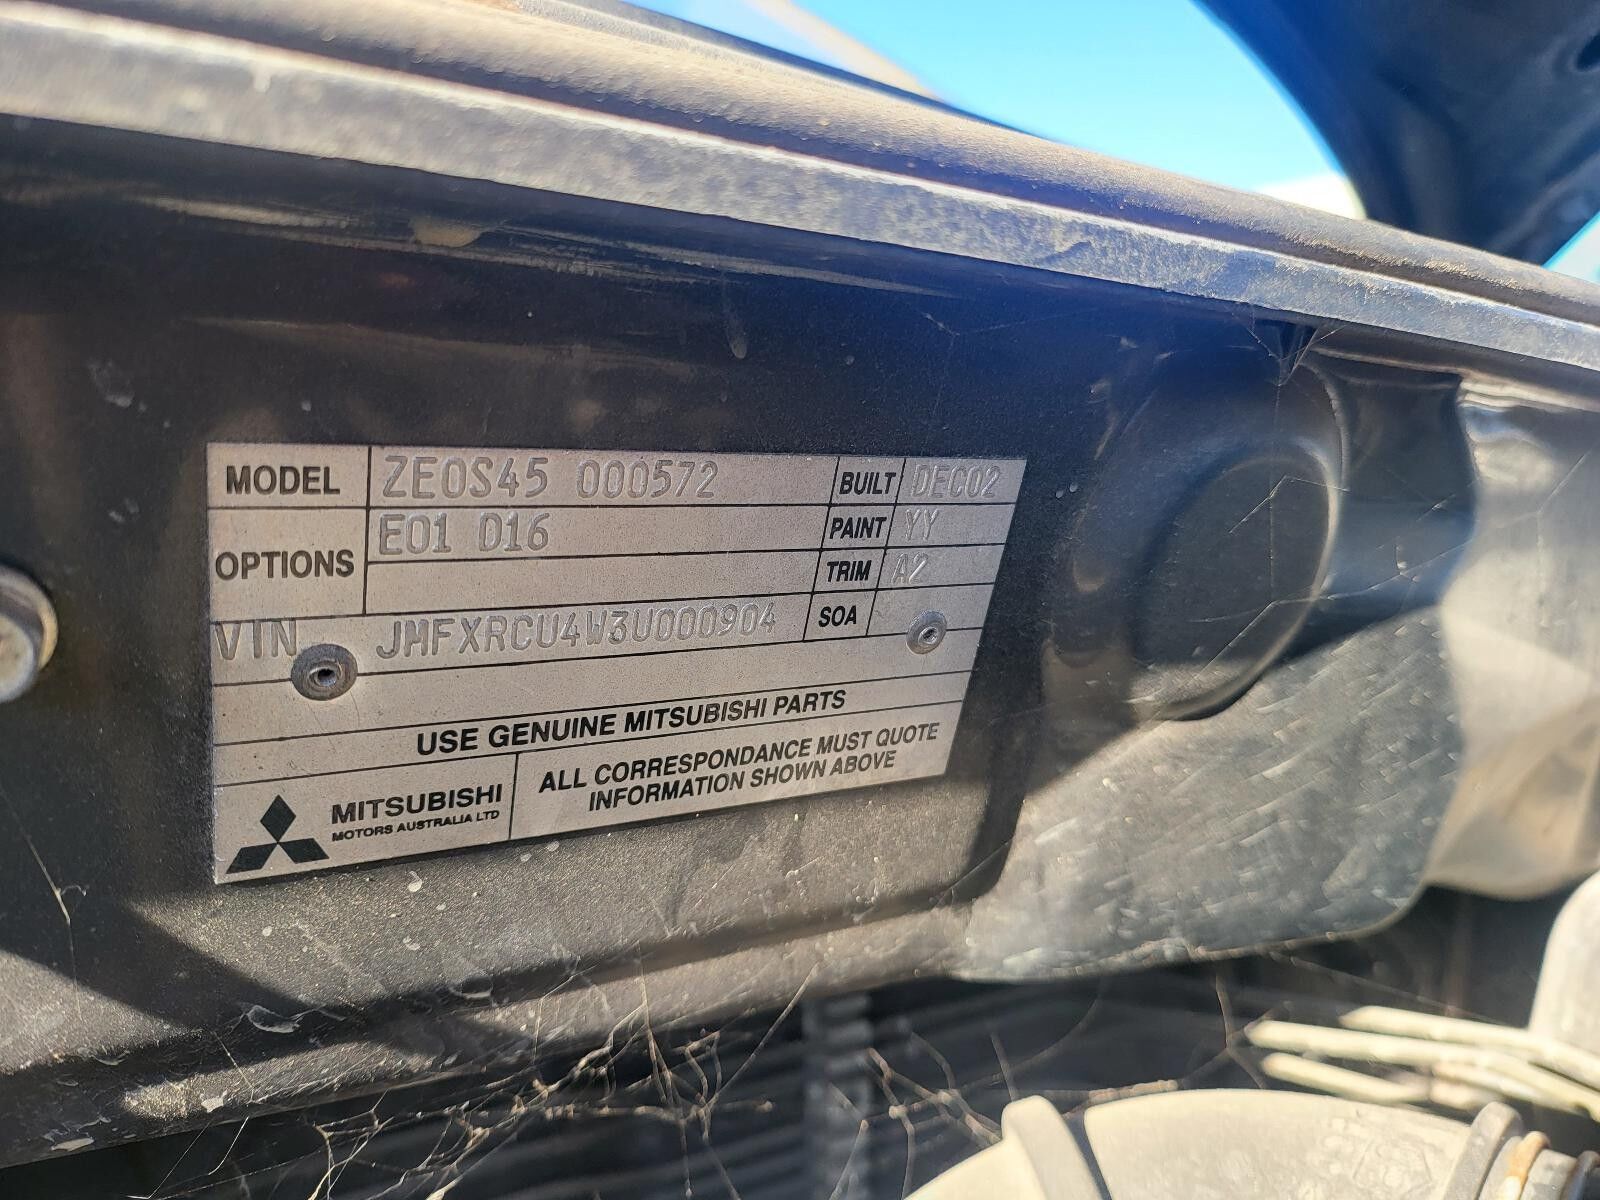 MODEL ZE0S45 000572 BUILT DEC02
OPTIONS E01 D16 PAINT YY
TRIM A2
VIN JMFXRCU4W3U000904 SOA
USE GENUINE MITSUBISHI PARTS
MITSUBISHI
MOTORS AUSTRALIA LTD
ALL CORRESPONDANCE MUST QUOTE
INFORMATION SHOWN ABOVE